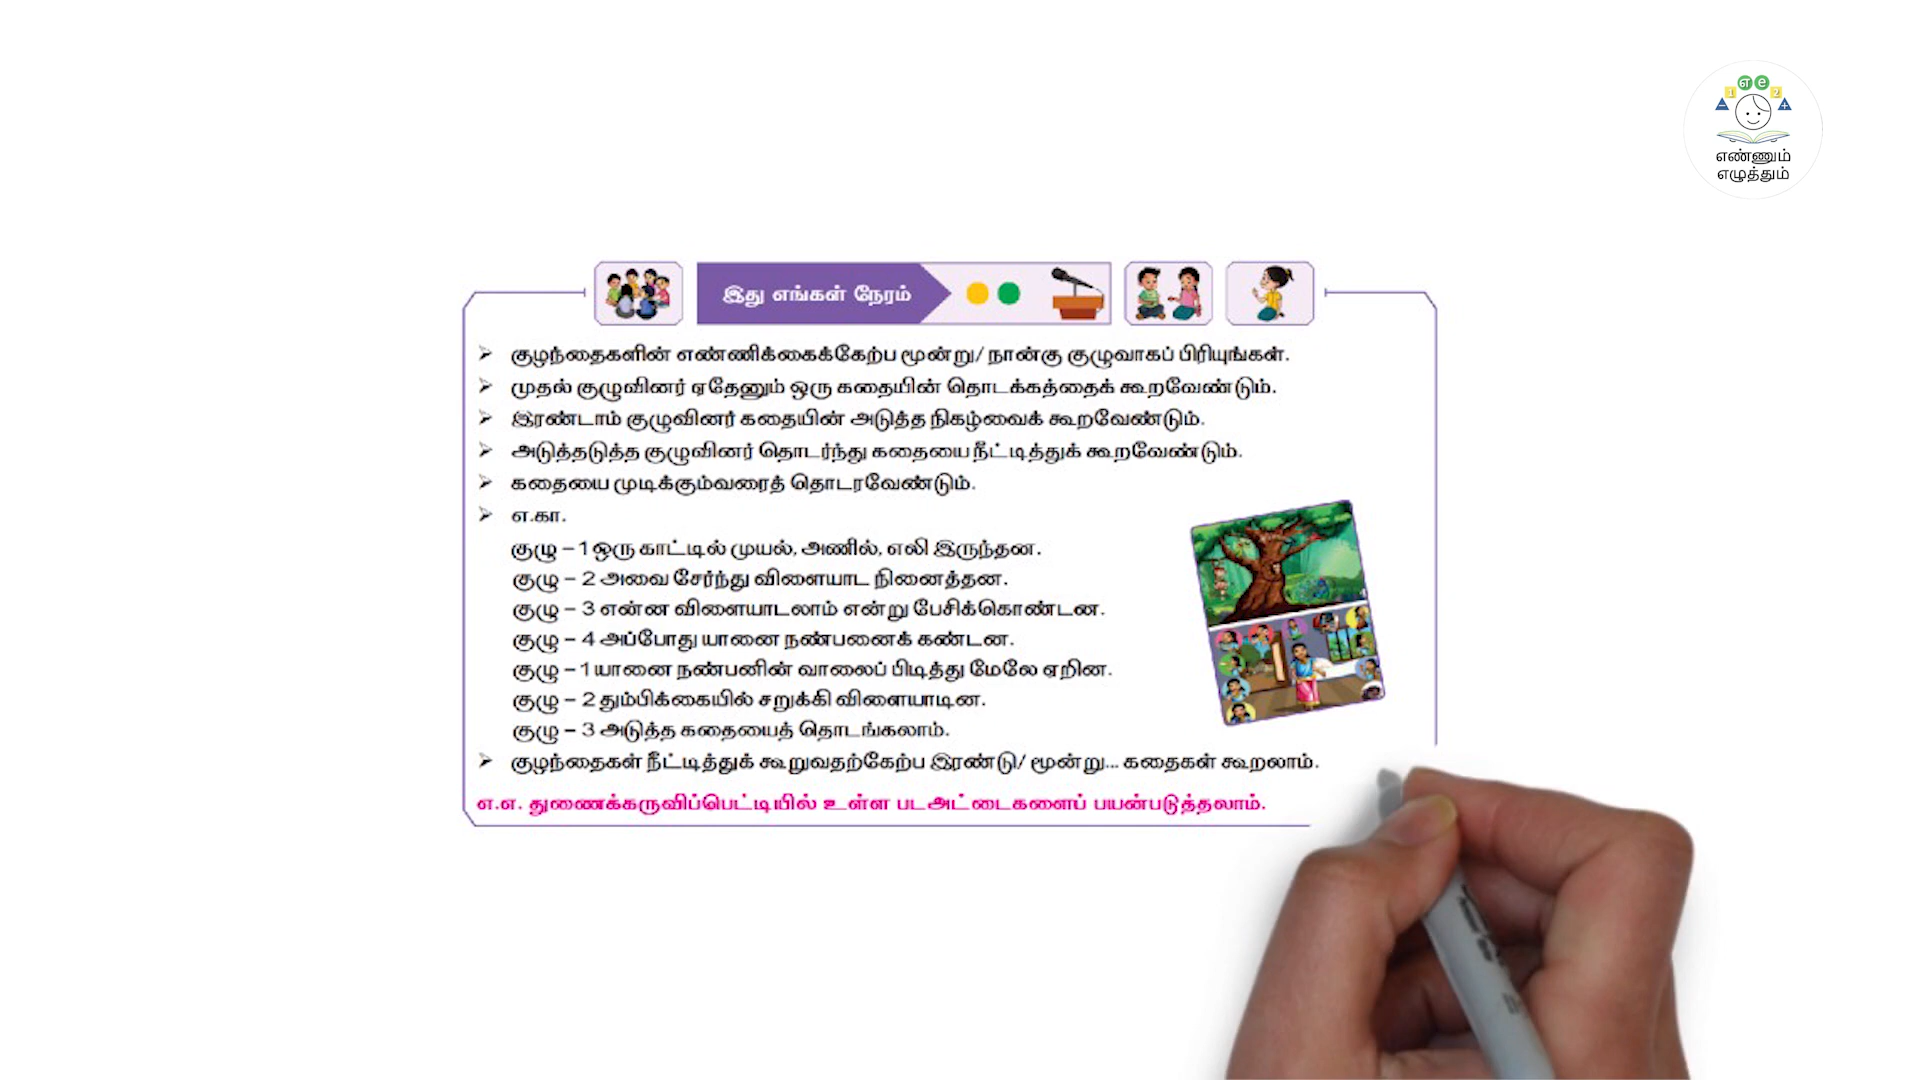 எ e
1 2
− +
எண்ணும்
எழுத்தும்
இது எங்கள் நேரம்
➢ குழந்தைகளின் எண்ணிக்கைக்கேற்ப மூன்று/ நான்கு குழுவாகப் பிரியுங்கள்.
➢ முதல் குழுவினர் ஏதேனும் ஒரு கதையின் தொடக்கத்தைக் கூறவேண்டும்.
➢ இரண்டாம் குழுவினர் கதையின் அடுத்த நிகழ்வைக் கூறவேண்டும்.
➢ அடுத்தடுத்த குழுவினர் தொடர்ந்து கதையை நீட்டித்துக் கூறவேண்டும்.
➢ கதையை முடிக்கும்வரைத் தொடரவேண்டும்.
➢ எ.கா.
குழு – 1 ஒரு காட்டில் முயல், அணில், எலி இருந்தன.
குழு – 2 அவை சேர்ந்து விளையாட நினைத்தன.
குழு – 3 என்ன விளையாடலாம் என்று பேசிக்கொண்டன.
குழு – 4 அப்போது யானை நண்பனைக் கண்டன.
குழு – 1 யானை நண்பனின் வாலைப் பிடித்து மேலே ஏறின.
குழு – 2 தும்பிக்கையில் சறுக்கி விளையாடின.
குழு – 3 அடுத்த கதையைத் தொடங்கலாம்.
➢ குழந்தைகள் நீட்டித்துக் கூறுவதற்கேற்ப இரண்டு/ மூன்று... கதைகள் கூறலாம்.
எ.எ. துணைக்கருவிப்பெட்டியில் உள்ள படஅட்டைகளைப் பயன்படுத்தலாம்.